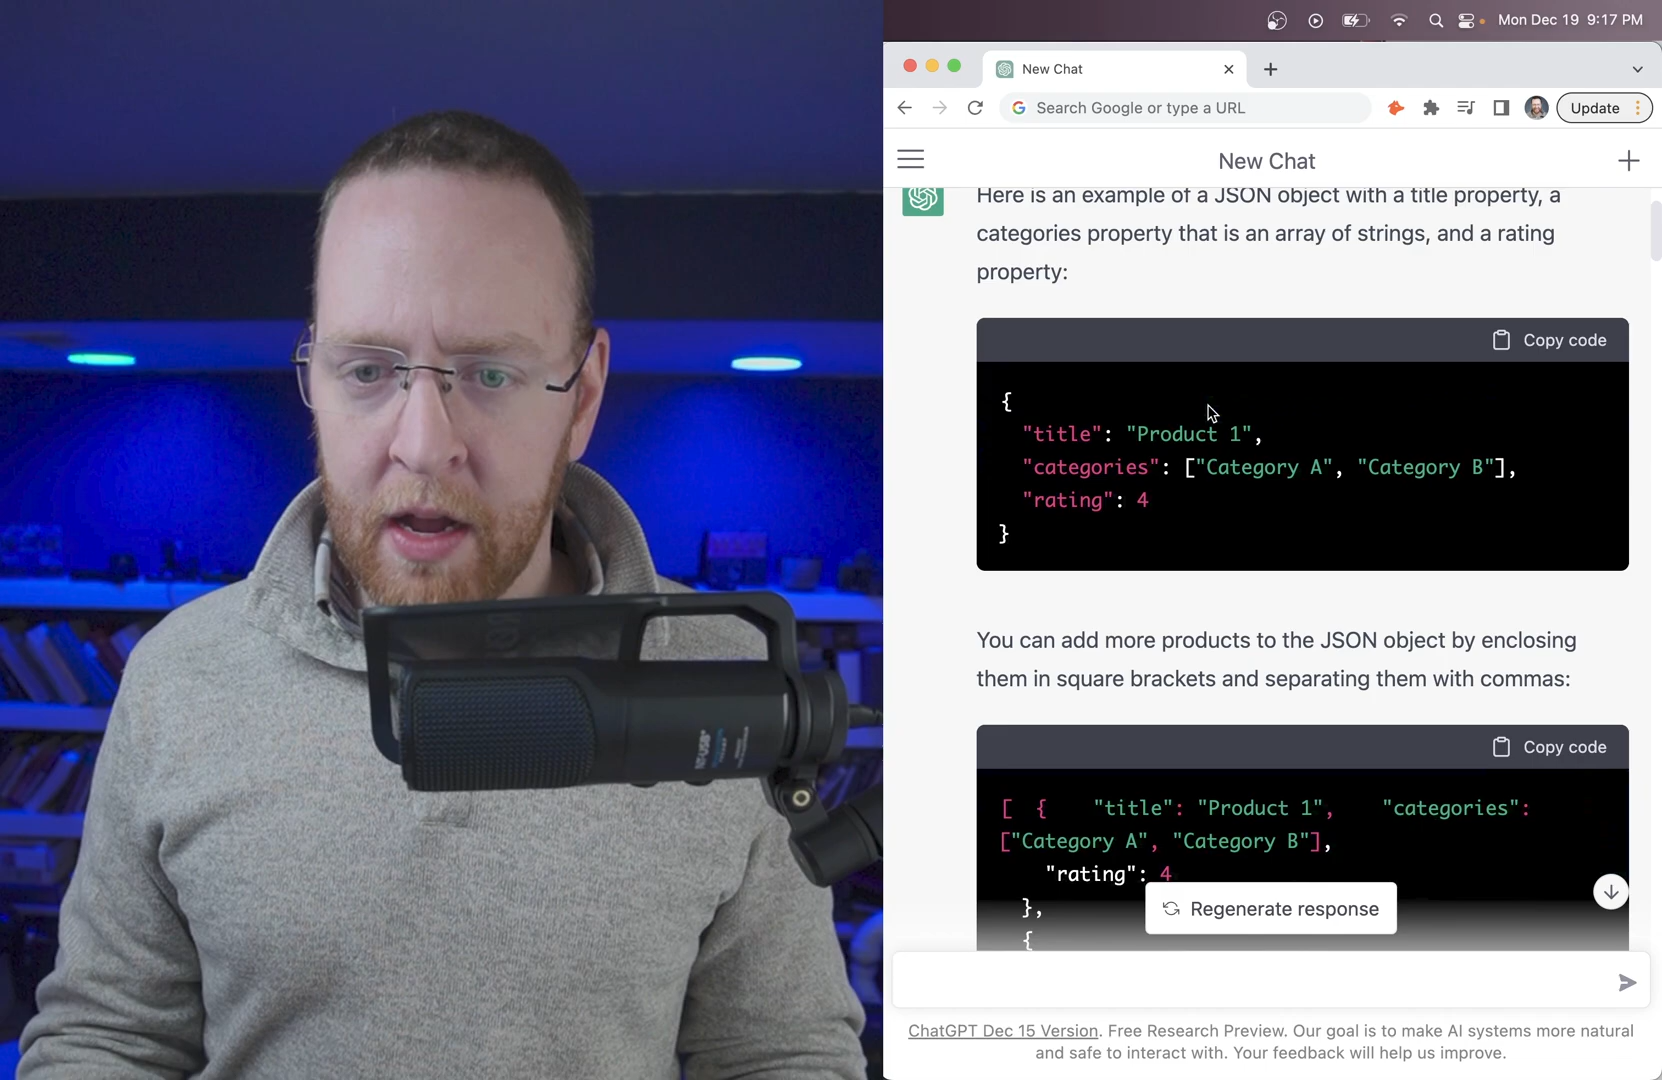 Mon Dec 19 9:17 PM
New Chat
Search Google or type a URL
Update
New Chat
Here is an example of a JSON object with a title property, a
categories property that is an array of strings, and a rating
property:
Copy code
{
"title": "Product 1",
"categories": ["Category A", "Category B"],
"rating": 4
}
You can add more products to the JSON object by enclosing
them in square brackets and separating them with commas:
Copy code
[ { "title": "Product 1", "categories":
["Category A", "Category B"],
"rating": 4
},
{
Regenerate response
ChatGPT Dec 15 Version. Free Research Preview. Our goal is to make AI systems more natural
and safe to interact with. Your feedback will help us improve.